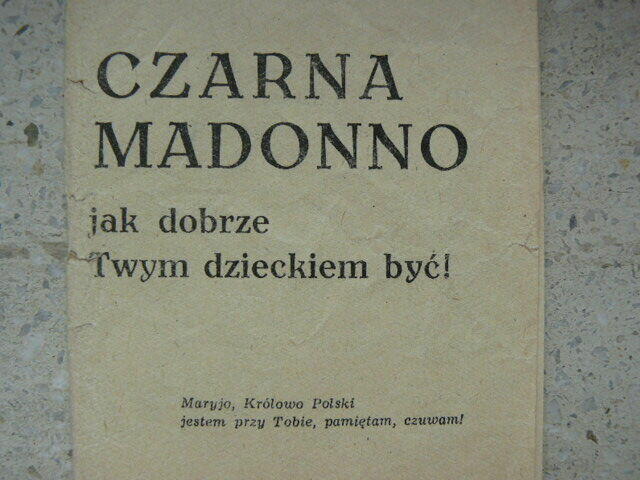 CZARNA
MADONNO
jak dobrze
Twym dzieckiem być!
Maryjo, Królowo Polski
jestem przy Tobie, pamiętam, czuwam!